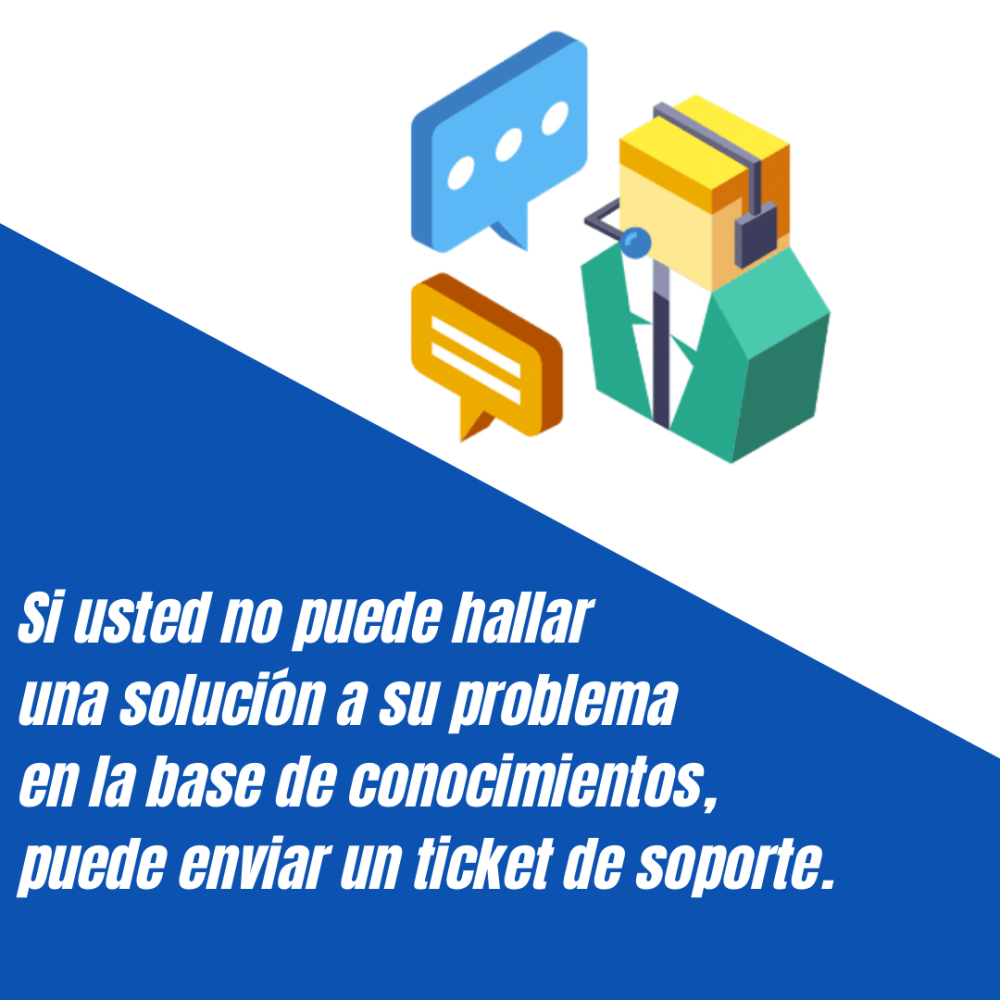 Si usted no puede hallar
una solución a su problema
en la base de conocimientos,
puede enviar un ticket de soporte.